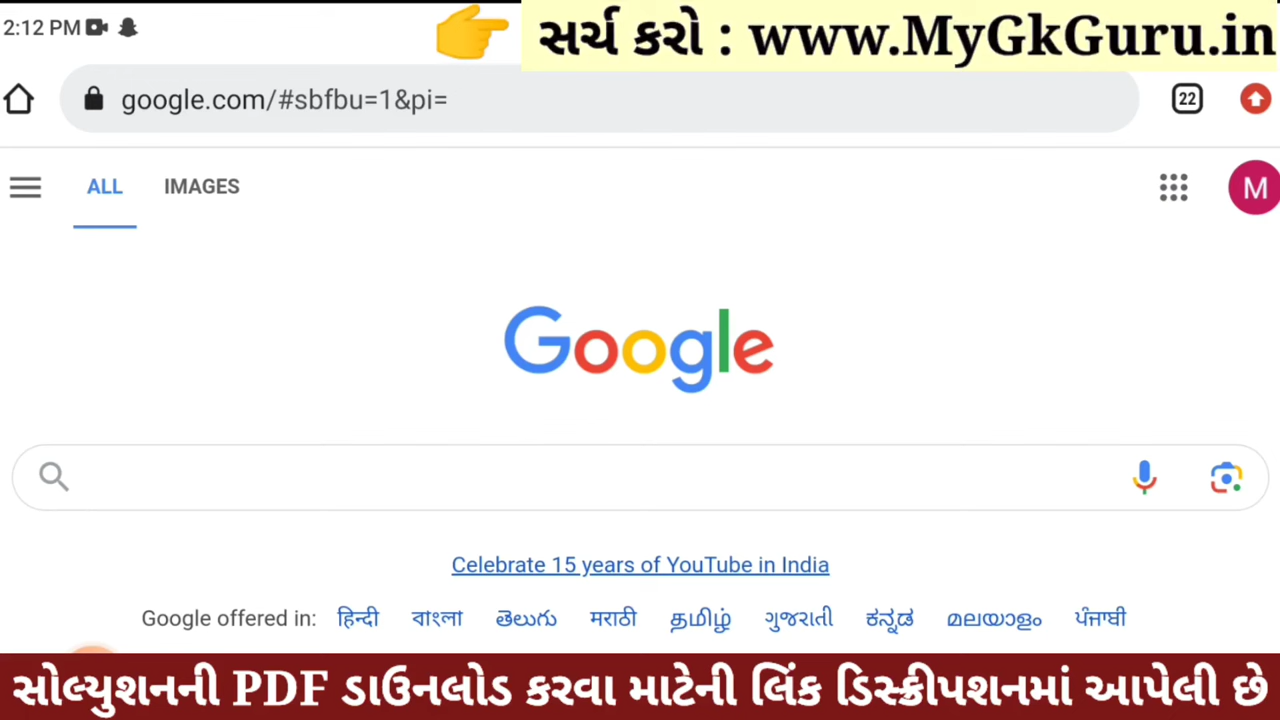 2:12 PM
સર્ચ કરો : www.MyGkGuru.in
google.com/#sbfbu=1&pi=
22
ALL IMAGES
M
Google
Celebrate 15 years of YouTube in India
Google offered in: हिन्दी বাংলা తెలుగు मराठी தமிழ் ગુજરાતી ಕನ್ನಡ മലയാളം ਪੰਜਾਬੀ
સોલ્યુશનની PDF ડાઉનલોડ કરવા માટેની લિંક ડિસ્ક્રીપશનમાં આપેલી છે